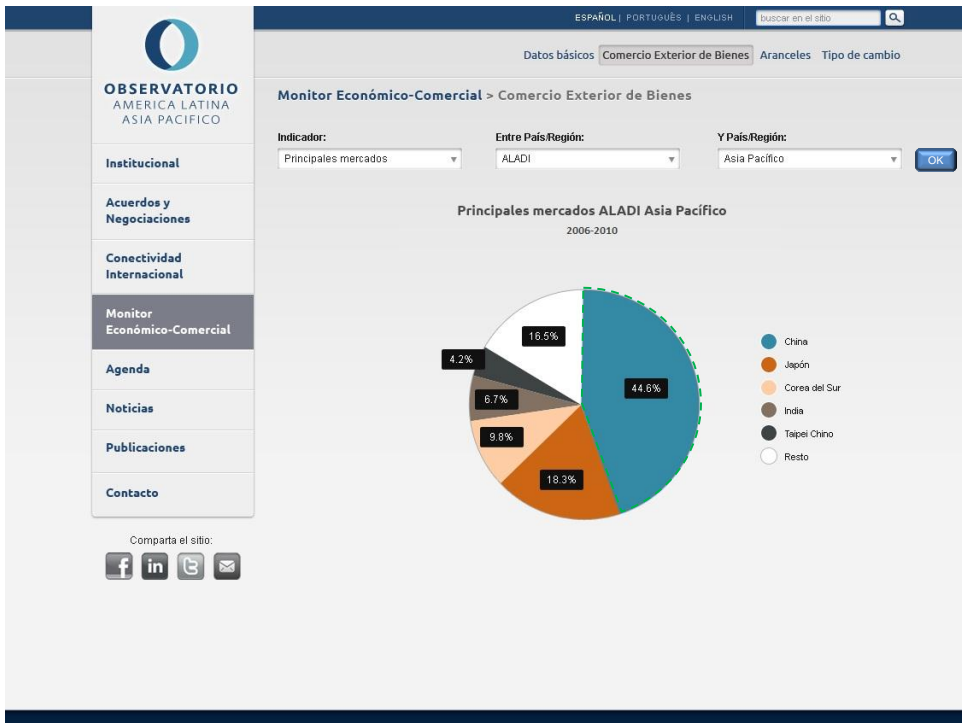 ESPAÑOL | PORTUGUÊS | ENGLISH
buscar en el sitio
Datos básicos Comercio Exterior de Bienes Aranceles Tipo de cambio
OBSERVATORIO
AMERICA LATINA
ASIA PACIFICO
Monitor Económico-Comercial > Comercio Exterior de Bienes
Indicador: Entre País/Región: Y País/Región:
Principales mercados ALADI Asia Pacífico OK
Institucional
Acuerdos y
Negociaciones
Conectividad
Internacional
Monitor
Económico-Comercial
Agenda
Noticias
Publicaciones
Contacto
Comparta el sitio:
Principales mercados ALADI Asia Pacífico
2006-2010
16.5%
4.2%
44.6%
6.7%
9.8%
18.3%
China
Japón
Corea del Sur
India
Taipei Chino
Resto